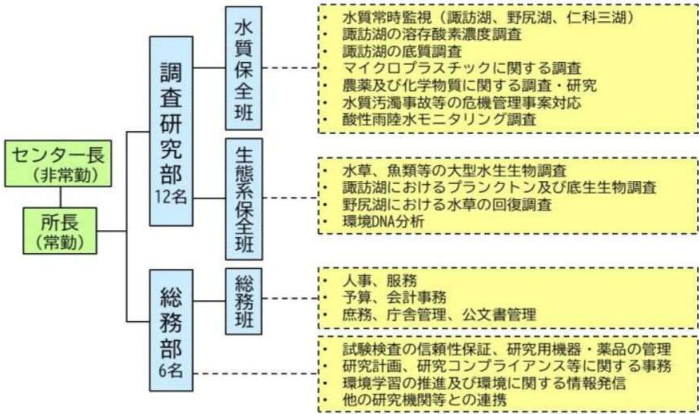 センター長
（非常勤）
所長
（常勤）
調査研究部
12名
水質保全班
・ 水質常時監視（諏訪湖、野尻湖、仁科三湖）
・ 諏訪湖の溶存酸素濃度調査
・ 諏訪湖の底質調査
・ マイクロプラスチックに関する調査
・ 農薬及び化学物質に関する調査・研究
・ 水質汚濁事故等の危機管理事案対応
・ 酸性雨陸水モニタリング調査
生態系保全班
・ 水草、魚類等の大型水生生物調査
・ 諏訪湖におけるプランクトン及び底生生物調査
・ 野尻湖における水草の回復調査
・ 環境DNA分析
総務部
6名
総務班
・ 人事、服務
・ 予算、会計事務
・ 庶務、庁舎管理、公文書管理
・ 試験検査の信頼性保証、研究用機器・薬品の管理
・ 研究計画、研究コンプライアンス等に関する事務
・ 環境学習の推進及び環境に関する情報発信
・ 他の研究機関等との連携